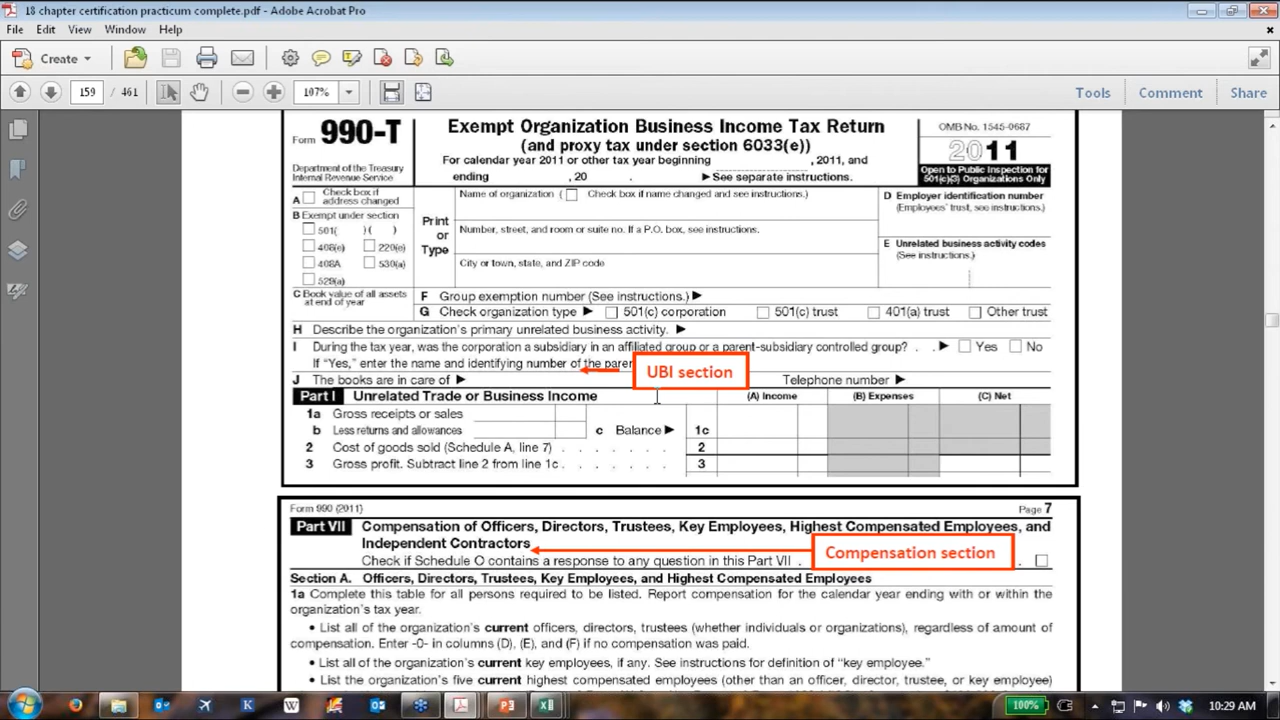 18 chapter certification practicum complete.pdf - Adobe Acrobat Pro
File Edit View Window Help
Create
159 / 461 107% Tools Comment Share
Form 990-T
Department of the Treasury
Internal Revenue Service
Exempt Organization Business Income Tax Return
(and proxy tax under section 6033(e))
For calendar year 2011 or other tax year beginning , 2011, and
ending , 20 . ▶See separate instructions.
OMB No. 1545-0687
2011
Open to Public Inspection for
501(c)(3) Organizations Only
A Check box if
address changed
B Exempt under section
501( )( )
408(e) 220(e)
408A 530(a)
529(a)
Print
or
Type
Name of organization ( Check box if name changed and see instructions.)
Number, street, and room or suite no. If a P.O. box, see instructions.
City or town, state, and ZIP code
D Employer identification number
(Employees' trust, see instructions.)
E Unrelated business activity codes
(See instructions.)
C Book value of all assets
at end of year
F Group exemption number (See instructions.) ▶
G Check organization type ▶ 501(c) corporation 501(c) trust 401(a) trust Other trust
H Describe the organization's primary unrelated business activity. ▶
I During the tax year, was the corporation a subsidiary in an affiliated group or a parent-subsidiary controlled group? . . ▶ Yes No
If "Yes," enter the name and identifying number of the paren
UBI section
J The books are in care of ▶ Telephone number ▶
Part I Unrelated Trade or Business Income (A) Income (B) Expenses (C) Net
1a Gross receipts or sales
b Less returns and allowances c Balance ▶ 1c
2 Cost of goods sold (Schedule A, line 7) . . . . . . 2
3 Gross profit. Subtract line 2 from line 1c . . . . . . 3
Form 990 (2011) Page 7
Part VII Compensation of Officers, Directors, Trustees, Key Employees, Highest Compensated Employees, and
Independent Contractors
Compensation section
Check if Schedule O contains a response to any question in this Part VII . .
Section A. Officers, Directors, Trustees, Key Employees, and Highest Compensated Employees
1a Complete this table for all persons required to be listed. Report compensation for the calendar year ending with or within the
organization's tax year.
• List all of the organization's current officers, directors, trustees (whether individuals or organizations), regardless of amount of
compensation. Enter -0- in columns (D), (E), and (F) if no compensation was paid.
• List all of the organization's current key employees, if any. See instructions for definition of "key employee."
• List the organization's five current highest compensated employees (other than an officer, director, trustee, or key employee)
100% 10:29 AM